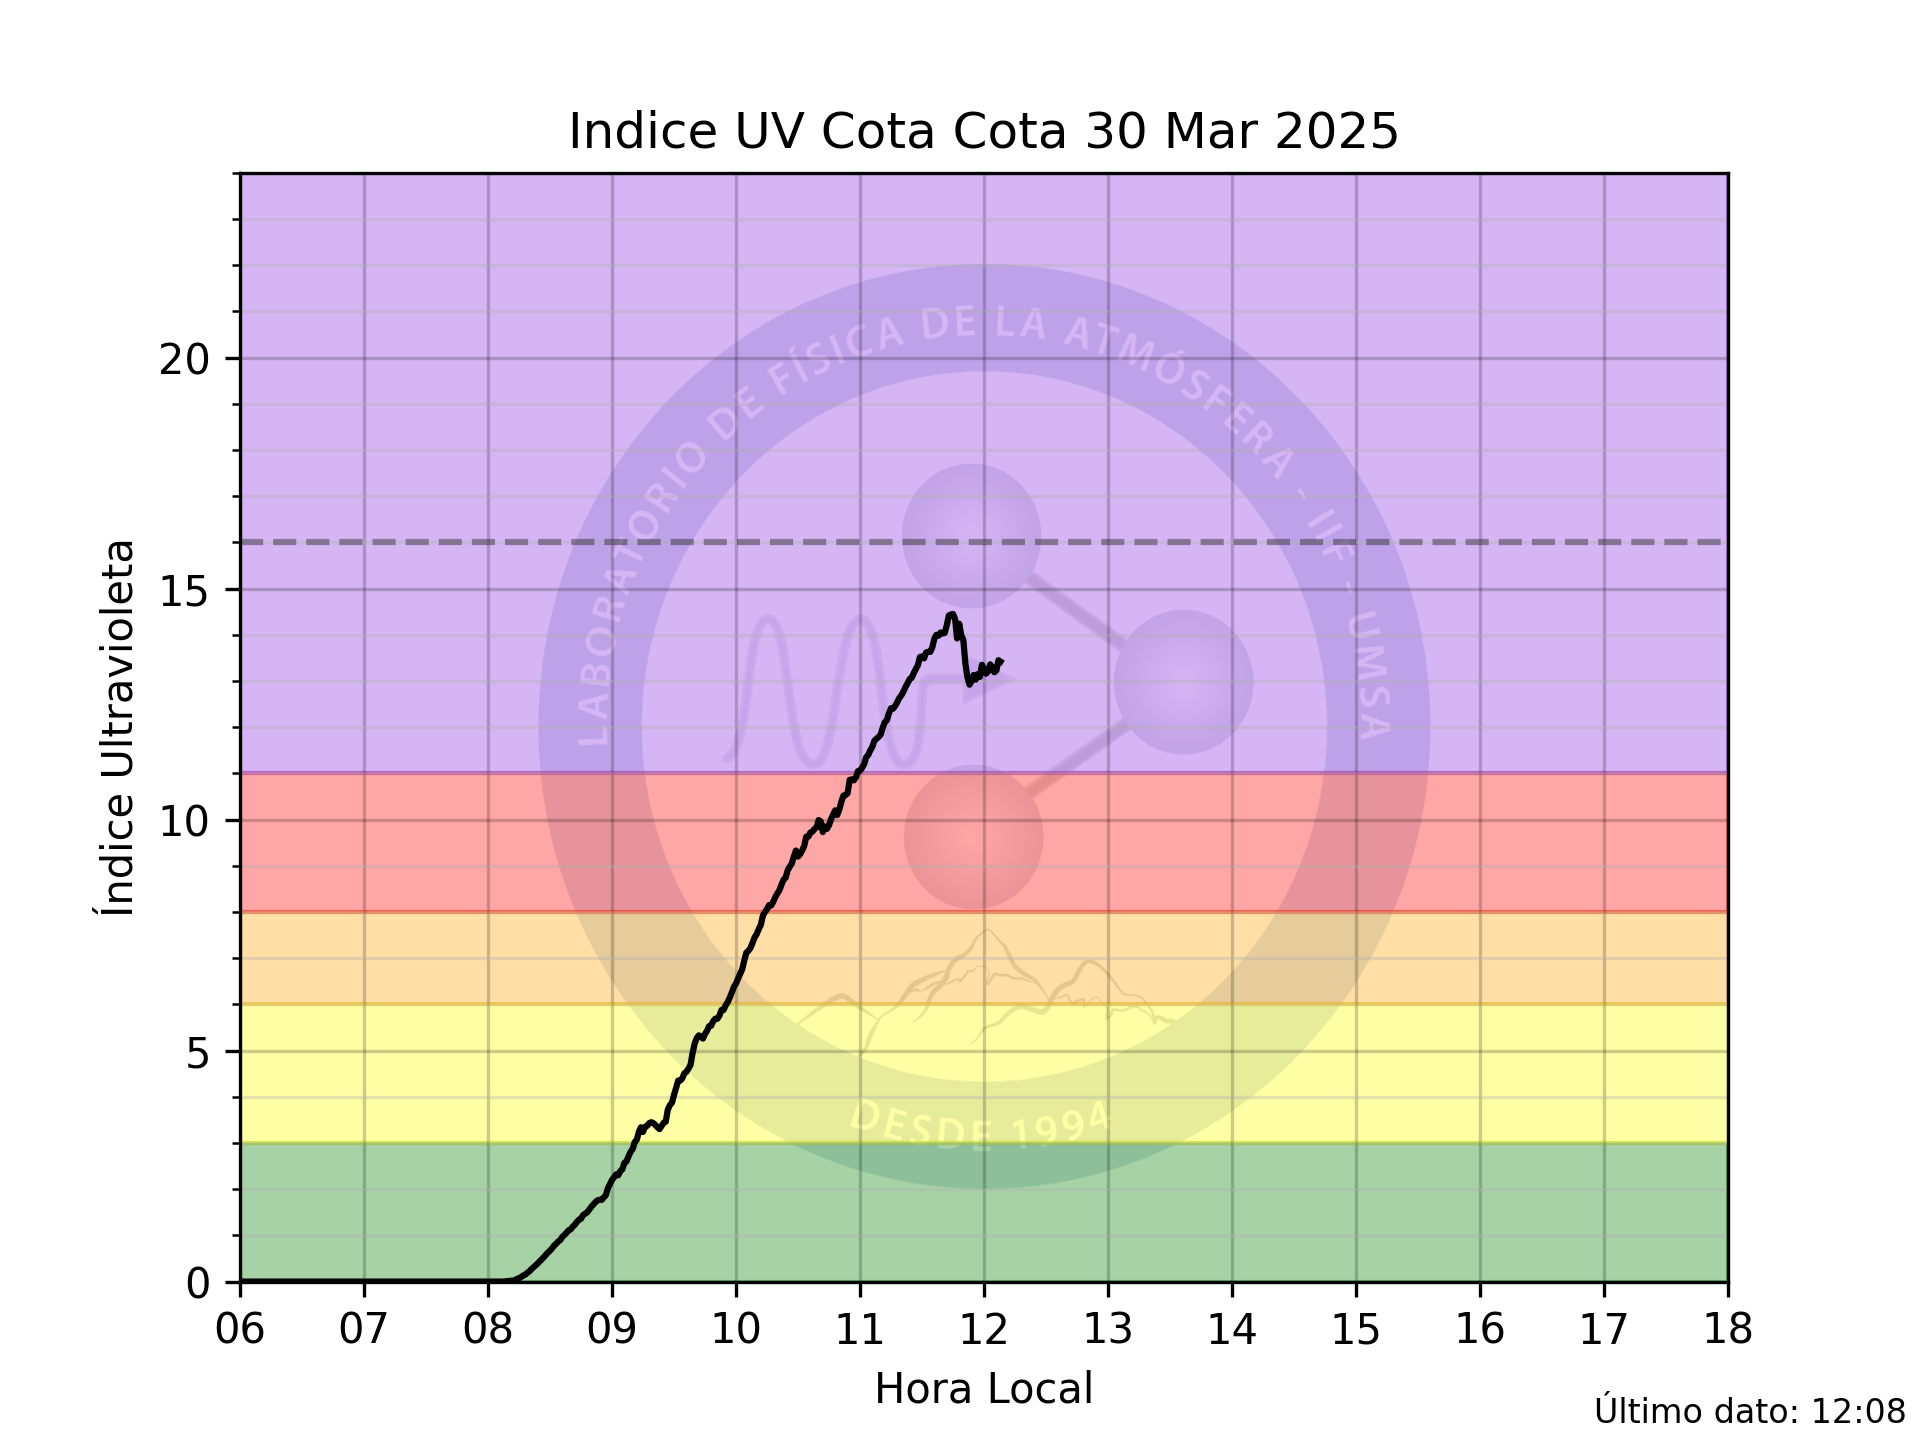 Indice UV Cota Cota 30 Mar 2025
LABORATORIO DE FÍSICA DE LA ATMÓSFERA - IIF - UMSA
DESDE 1994
Índice Ultravioleta
20
15
10
5
0
06 07 08 09 10 11 12 13 14 15 16 17 18
Hora Local
Último dato: 12:08